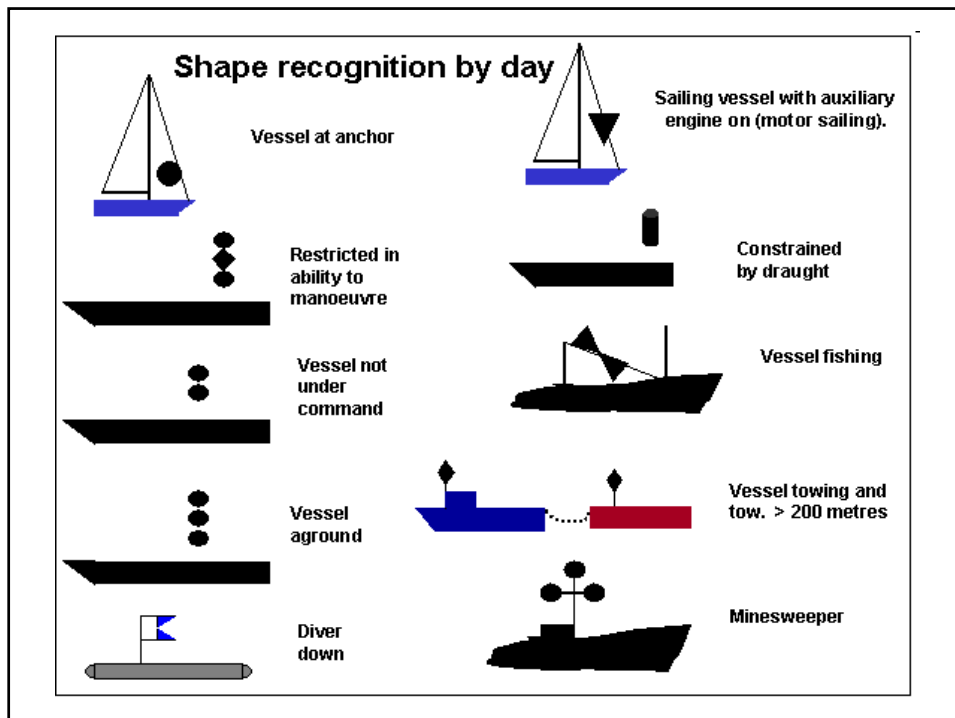 Shape recognition by day
Vessel at anchor
Restricted in
ability to
manoeuvre
Vessel not
under
command
Vessel
aground
Diver
down
Sailing vessel with auxiliary
engine on (motor sailing).
Constrained
by draught
Vessel fishing
Vessel towing and
tow. > 200 metres
Minesweeper